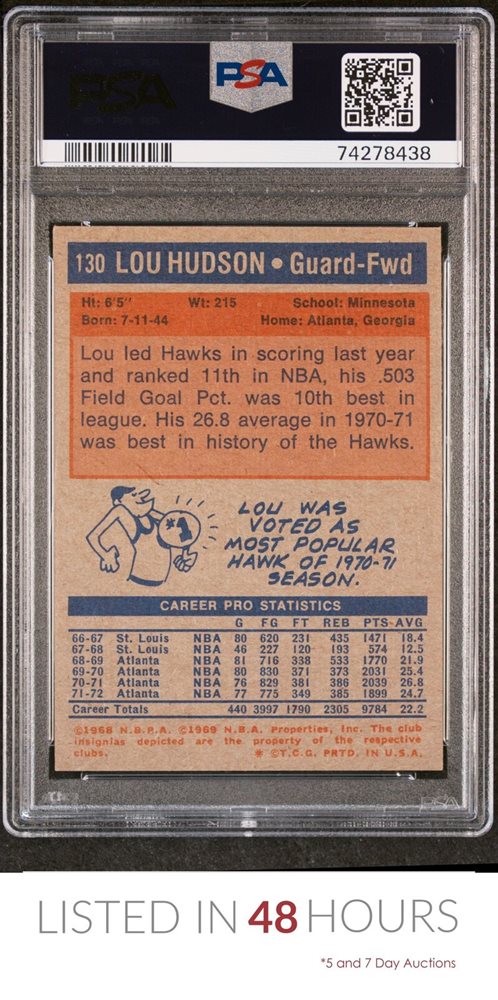 PSA
PSA
74278438
130 LOU HUDSON • Guard-Fwd
Ht: 6'5" Wt: 215 School: Minnesota
Born: 7-11-44 Home: Atlanta, Georgia
Lou led Hawks in scoring last year
and ranked 11th in NBA, his .503
Field Goal Pct. was 10th best in
league. His 26.8 average in 1970-71
was best in history of the Hawks.
#1
LOU WAS
VOTED AS
MOST POPULAR
HAWK OF 1970-71
SEASON.
CAREER PRO STATISTICS
G FG FT REB PTS-AVG
66-67 St. Louis NBA 80 620 231 435 1471 18.4
67-68 St. Louis NBA 46 227 120 193 574 12.5
68-69 Atlanta NBA 81 716 338 533 1770 21.9
69-70 Atlanta NBA 80 830 371 373 2031 25.4
70-71 Atlanta NBA 76 829 381 386 2039 26.8
71-72 Atlanta NBA 77 775 349 385 1899 24.7
Career Totals 440 3997 1790 2305 9784 22.2
©1968 N.B.P.A. ©1969 N.B.A. Properties, Inc. The club
insignias depicted are the property of the respective
clubs. * ©T.C.G. PRTD. IN U.S.A.
PSA
LISTED IN 48 HOURS
*5 and 7 Day Auctions